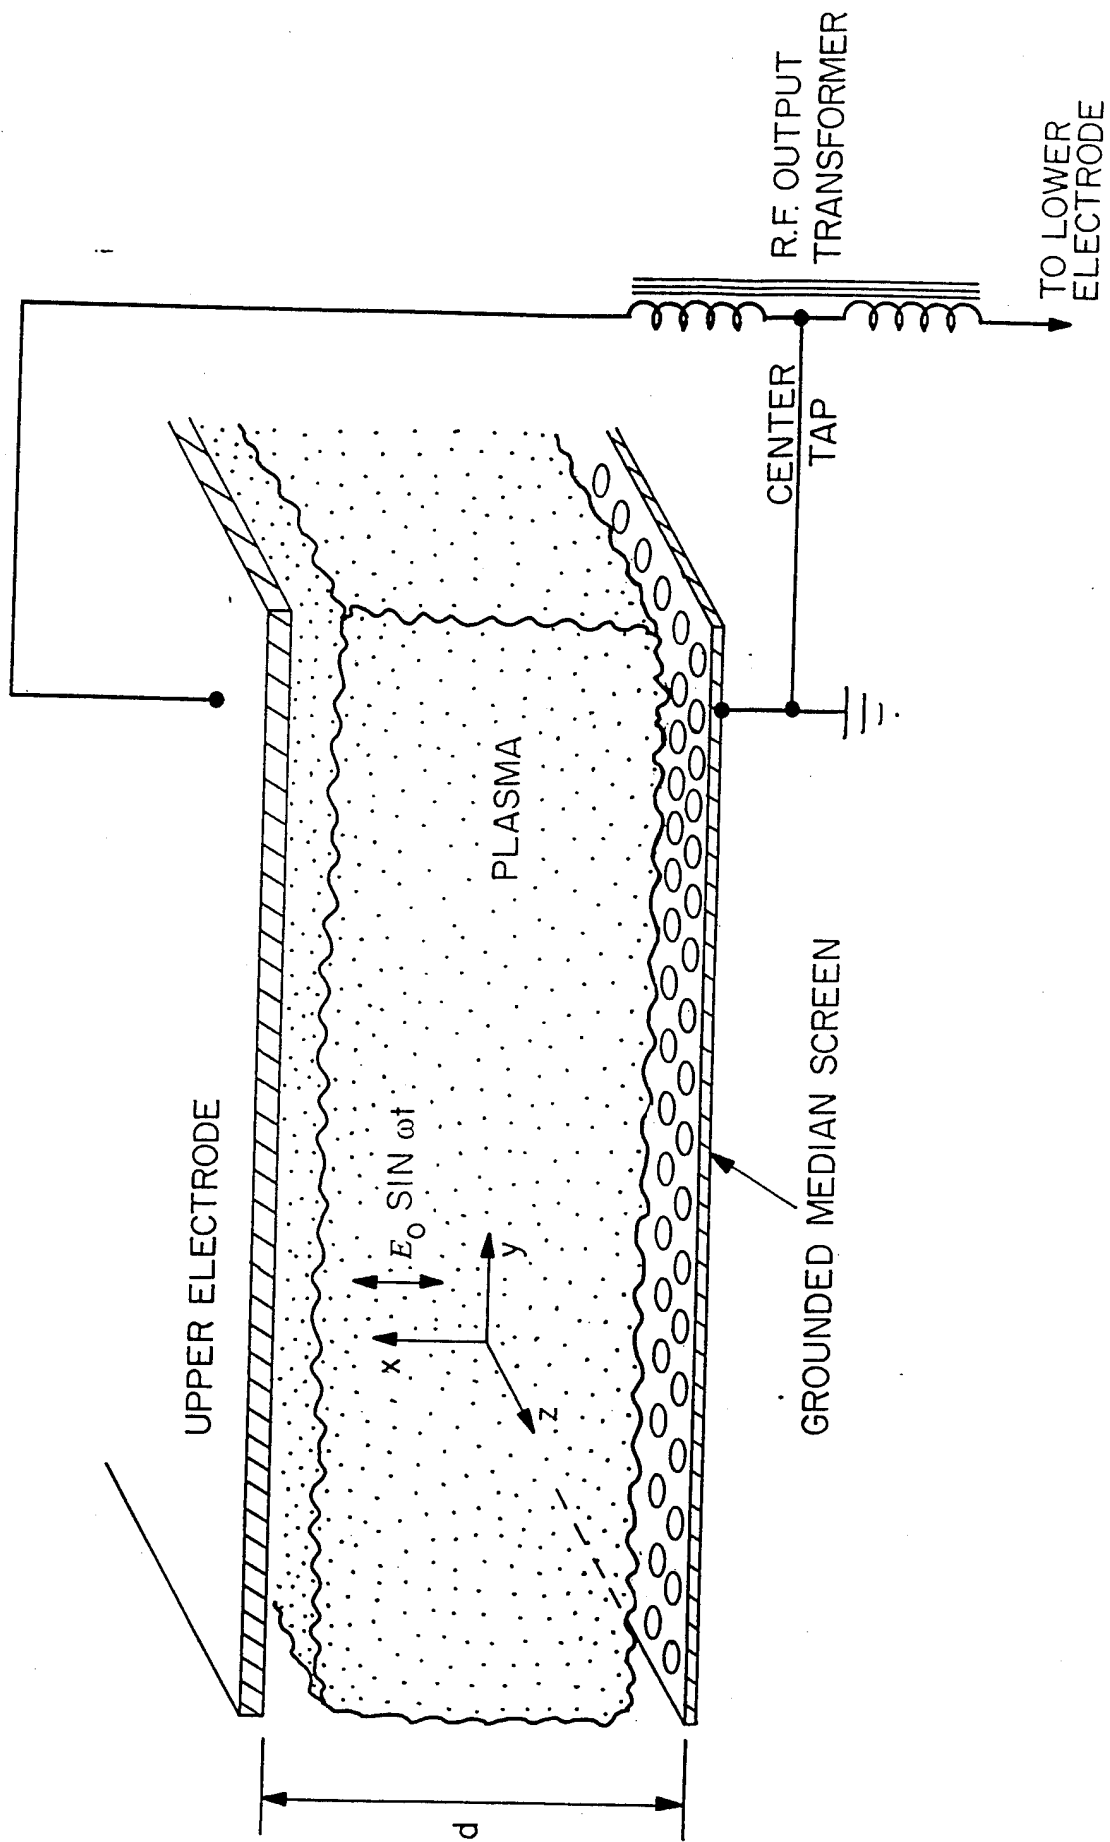 UPPER ELECTRODE
x
E₀ SIN ωt
y
z
PLASMA
d
GROUNDED MEDIAN SCREEN
CENTER
TAP
R.F. OUTPUT
TRANSFORMER
TO LOWER
ELECTRODE